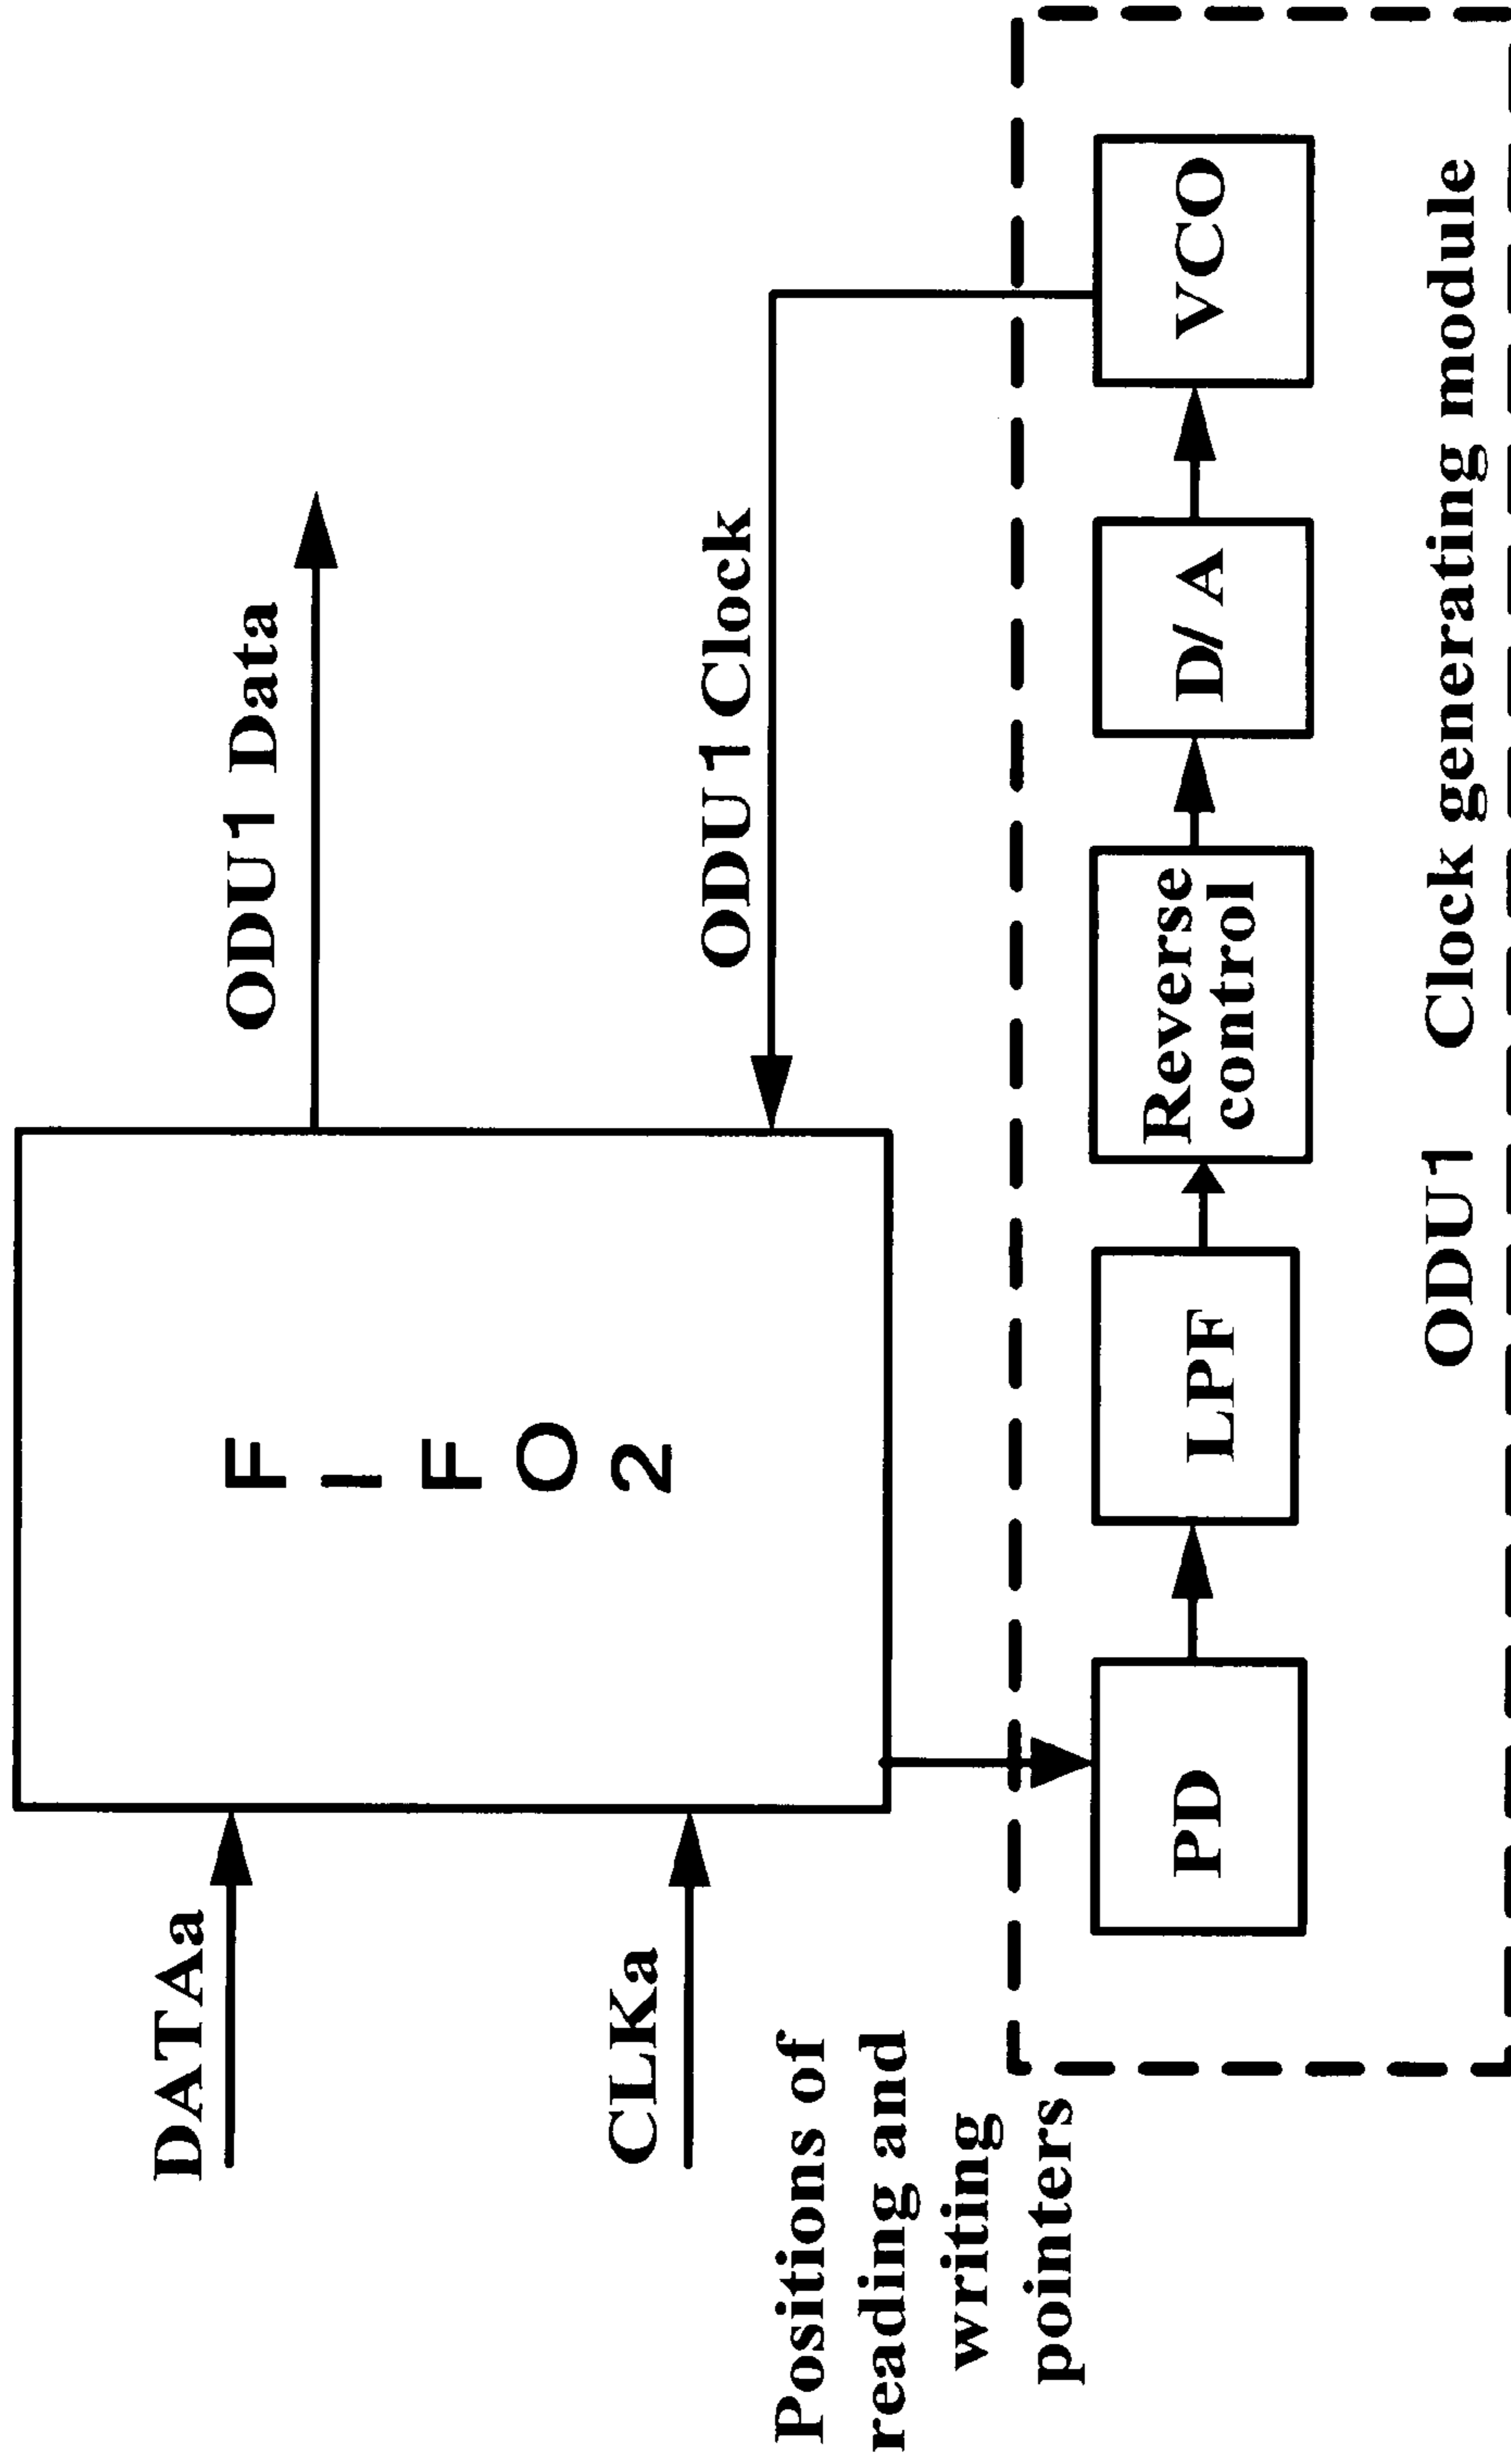 DATAa
CLKa
F
I
F
O
2
ODU1 Data
ODU1 Clock
Positions of
reading and
writing
pointers
PD
LPF
Reverse
control
D/A
VCO
ODU1 Clock generating module